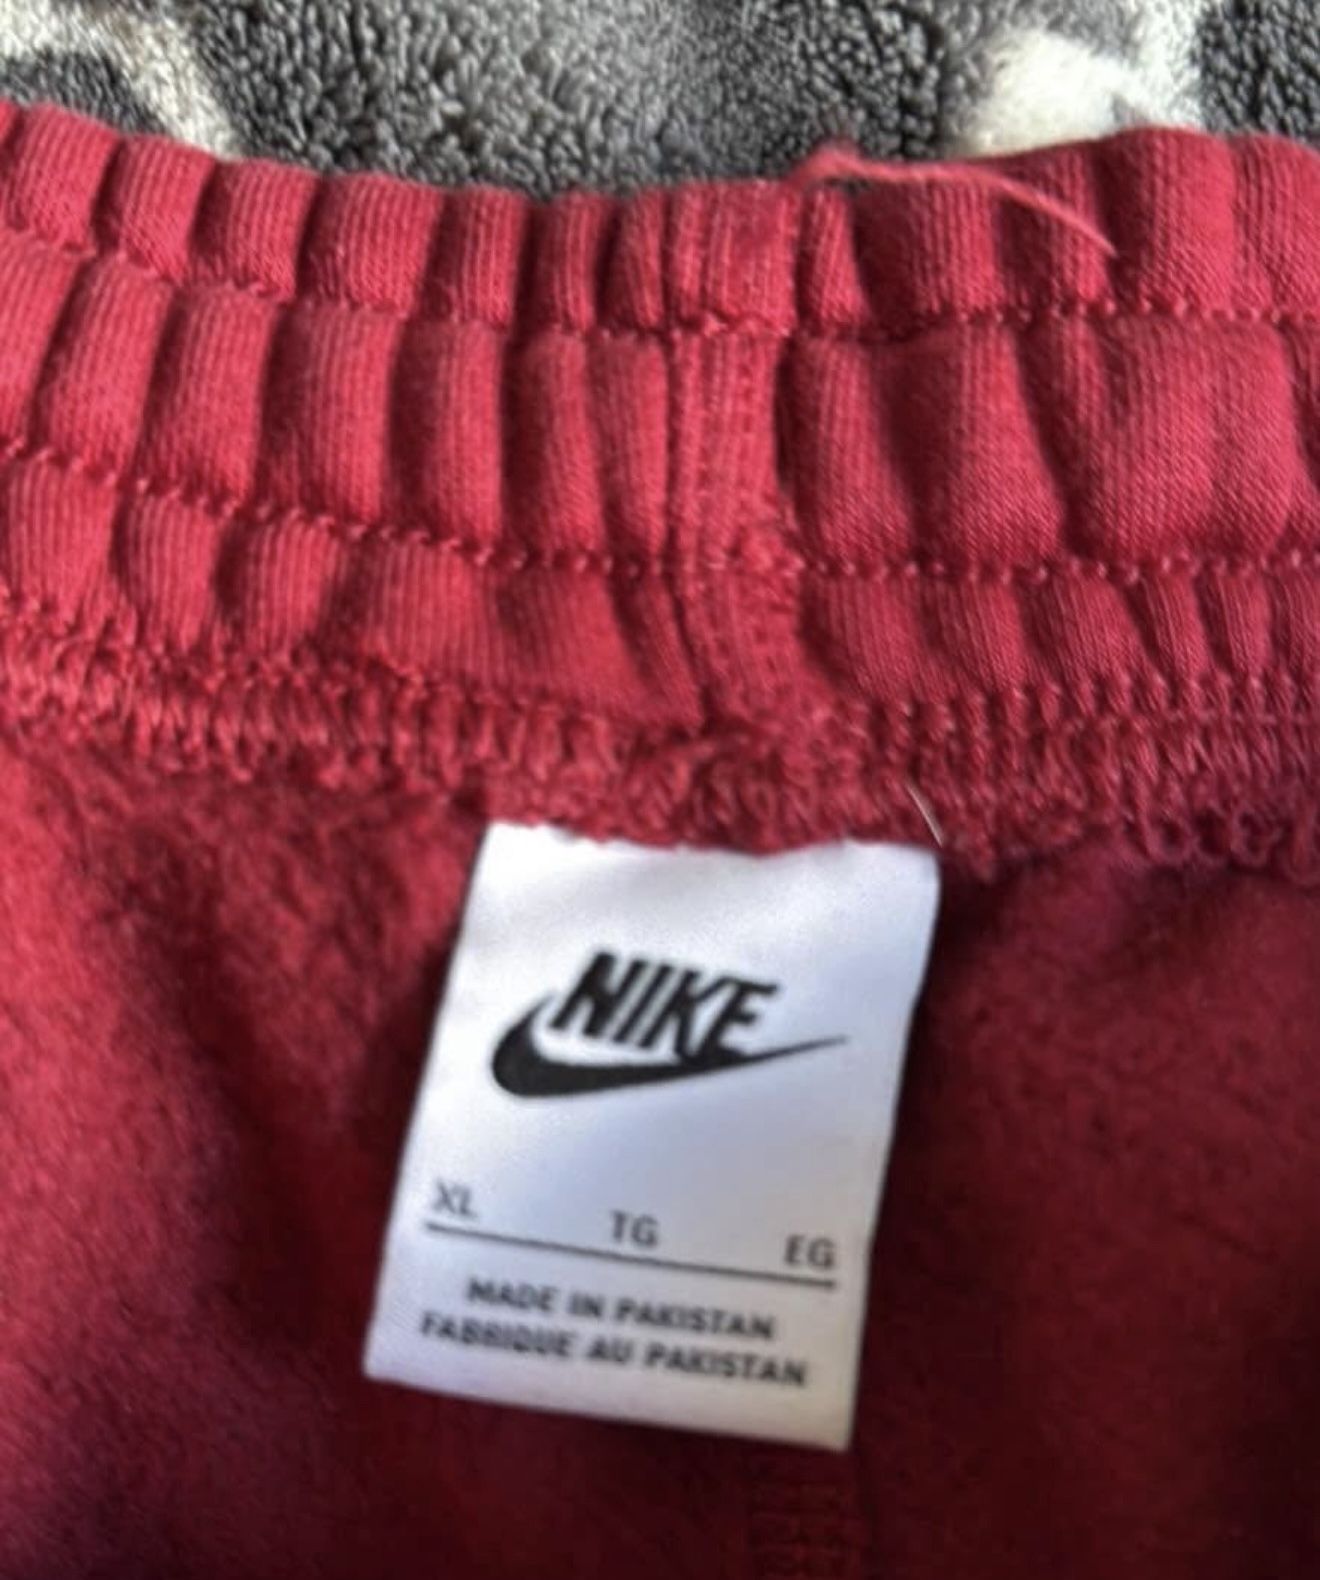 NIKE
XL TG EG
MADE IN PAKISTAN
FABRIQUE AU PAKISTAN